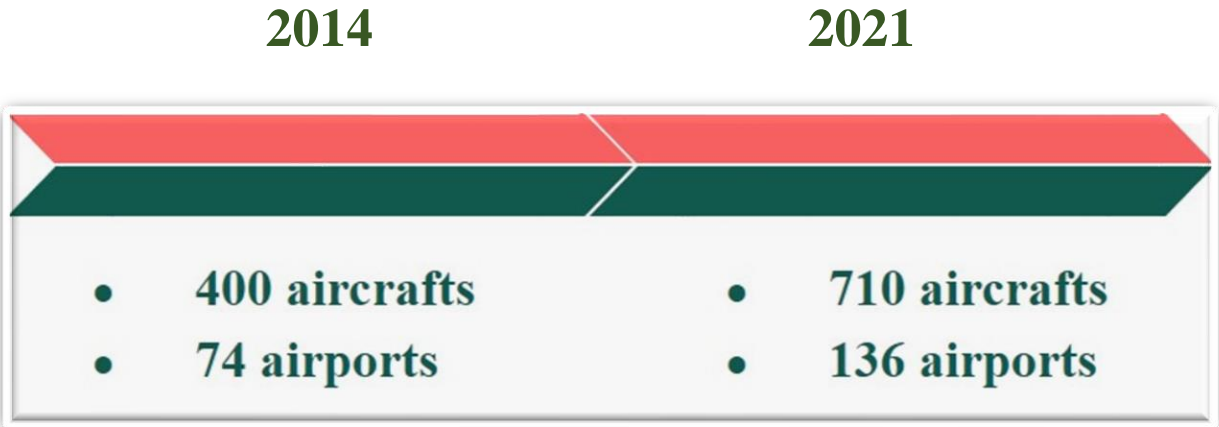 2014 2021
• 400 aircrafts • 710 aircrafts
• 74 airports • 136 airports